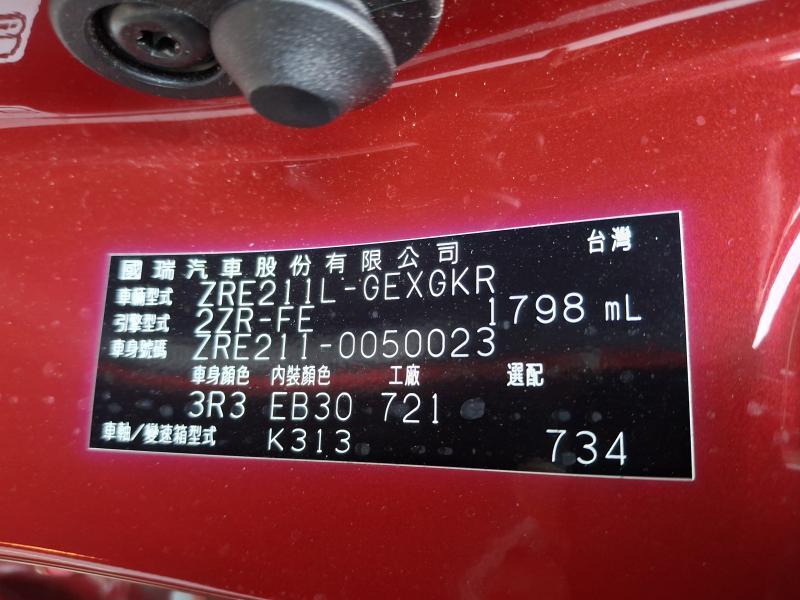 國瑞汽車股份有限公司 台灣
車輛型式 ZRE211L-GEXGKR
引擎型式 2ZR-FE 1798 mL
車身號碼 ZRE211-0050023
車身顏色 內裝顏色 工廠 選配
3R3 EB30 721
車軸/變速箱型式 K313 734